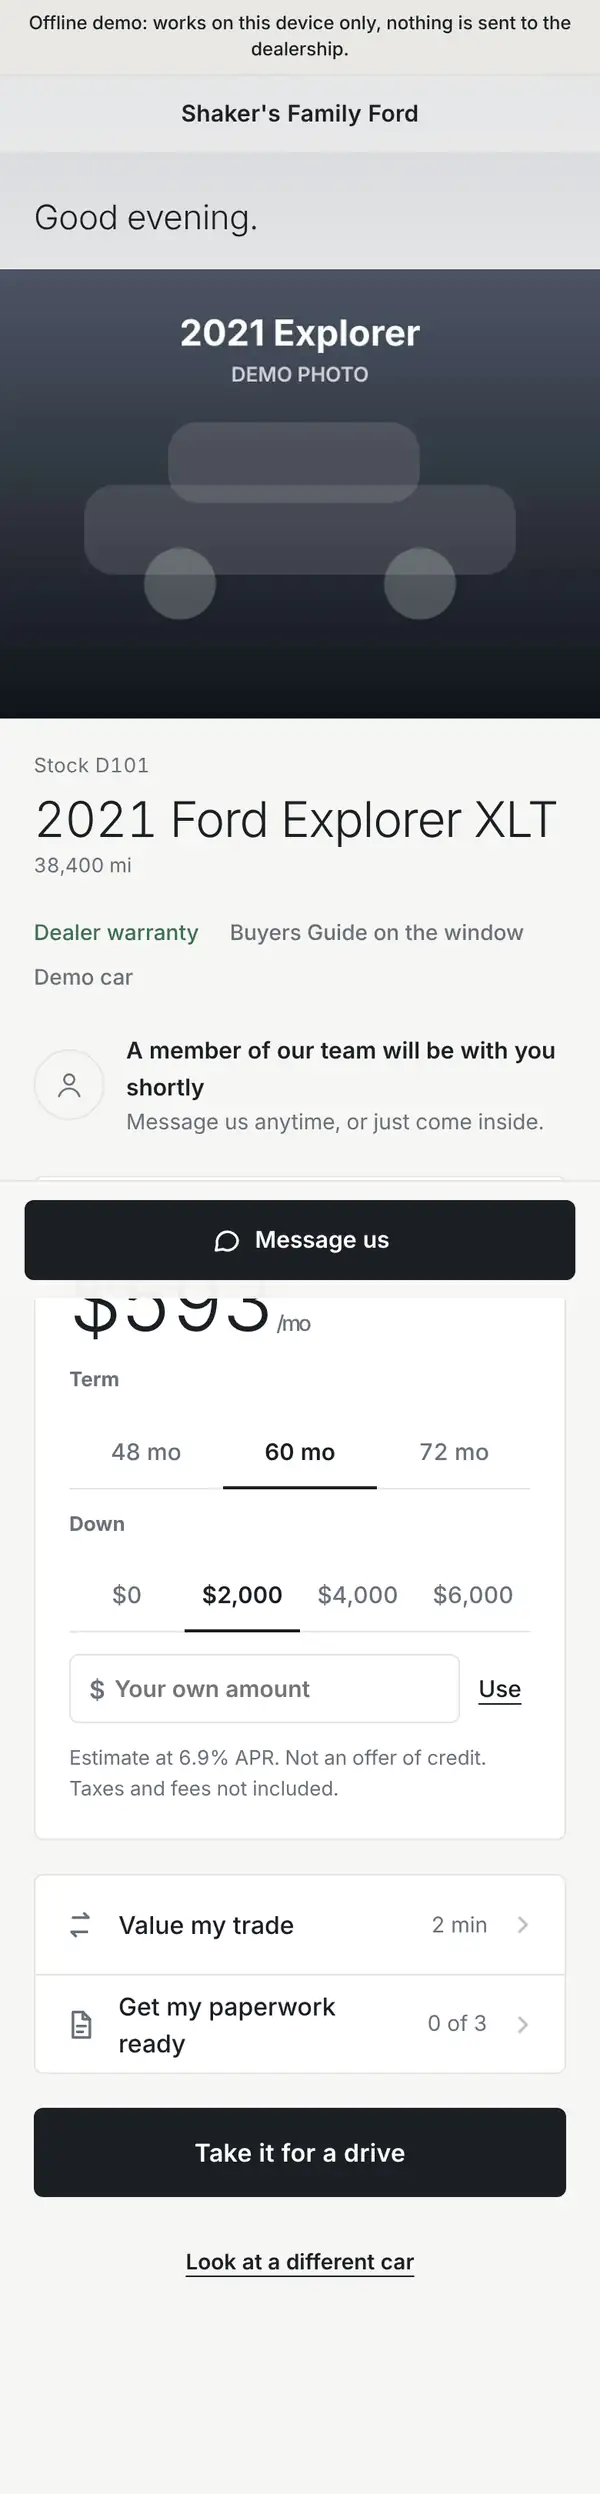 Offline demo: works on this device only, nothing is sent to the
dealership.
Shaker's Family Ford
Good evening.
2021 Explorer
DEMO PHOTO
Stock D101
2021 Ford Explorer XLT
38,400 mi
Dealer warranty Buyers Guide on the window
Demo car
A member of our team will be with you
shortly
Message us anytime, or just come inside.
Message us
$593 /mo
Term
48 mo 60 mo 72 mo
Down
$0 $2,000 $4,000 $6,000
$ Your own amount Use
Estimate at 6.9% APR. Not an offer of credit.
Taxes and fees not included.
Value my trade 2 min
Get my paperwork
ready 0 of 3
Take it for a drive
Look at a different car